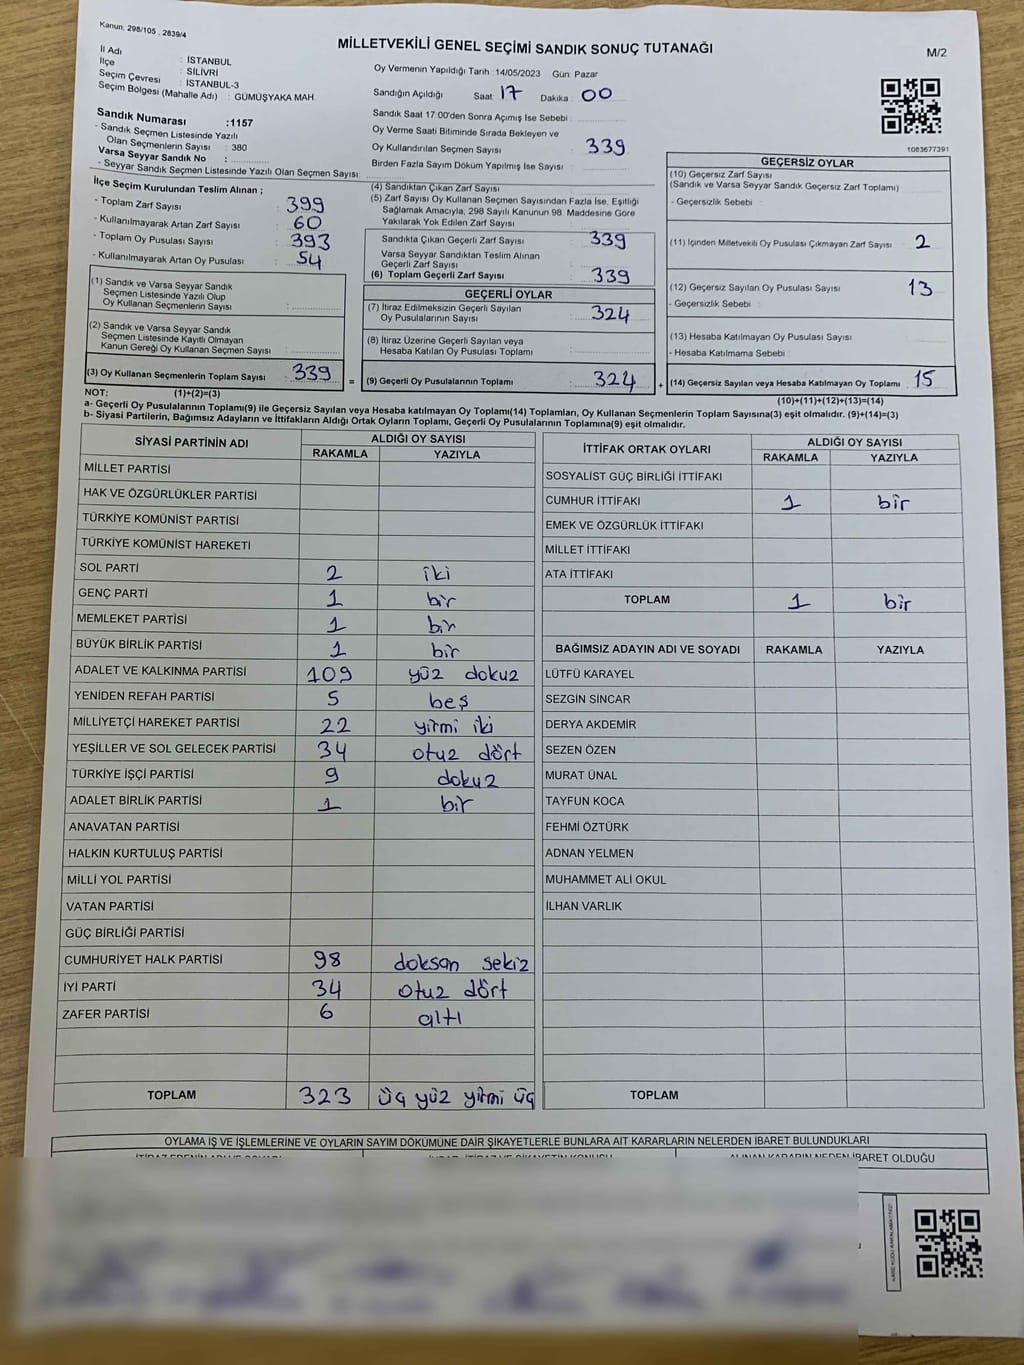 Kanun: 298/105 , 2839/4
MİLLETVEKİLİ GENEL SEÇİMİ SANDIK SONUÇ TUTANAĞI
M/2
İl Adı : İSTANBUL
İlçe : SİLİVRİ
Seçim Çevresi : İSTANBUL-3
Seçim Bölgesi (Mahalle Adı) : GÜMÜŞYAKA MAH.
Sandık Numarası :1157
- Sandık Seçmen Listesinde Yazılı
Olan Seçmenlerin Sayısı : 380
Varsa Seyyar Sandık No :
- Seyyar Sandık Seçmen Listesinde Yazılı Olan Seçmen Sayısı:
Oy Vermenin Yapıldığı Tarih :14/05/2023 Gün: Pazar
Sandığın Açıldığı Saat: 17 Dakika : 00
Sandık Saat 17.00'den Sonra Açımış İse Sebebi :
Oy Verme Saati Bitiminde Sırada Bekleyen ve
Oy Kullandırılan Seçmen Sayısı : 339
Birden Fazla Sayım Döküm Yapılmış İse Sayısı :
1083677391
İlçe Seçim Kurulundan Teslim Alınan ;
- Toplam Zarf Sayısı : 399
- Kullanılmayarak Artan Zarf Sayısı : 60
- Toplam Oy Pusulası Sayısı : 393
- Kullanılmayarak Artan Oy Pusulası : 54
(1) Sandık ve Varsa Seyyar Sandık
Seçmen Listesinde Yazılı Olup
Oy Kullanan Seçmenlerin Sayısı :
(2) Sandık ve Varsa Seyyar Sandık
Seçmen Listesinde Kayıtlı Olmayan
Kanun Gereği Oy Kullanan Seçmen Sayısı :
(3) Oy Kullanan Seçmenlerin Toplam Sayısı : 339
(1)+(2)=(3)
(4) Sandıktan Çıkan Zarf Sayısı :
(5) Zarf Sayısı Oy Kullanan Seçmen Sayısından Fazla İse, Eşitliği
Sağlamak Amacıyla, 298 Sayılı Kanunun 98. Maddesine Göre
Yakılarak Yok Edilen Zarf Sayısı :
Sandıkta Çıkan Geçerli Zarf Sayısı : 339
Varsa Seyyar Sandıktan Teslim Alınan
Geçerli Zarf Sayısı :
(6) Toplam Geçerli Zarf Sayısı : 339
GEÇERLİ OYLAR
(7) İtiraz Edilmeksizin Geçerli Sayılan
Oy Pusulalarının Sayısı : 324
(8) İtiraz Üzerine Geçerli Sayılan veya
Hesaba Katılan Oy Pusulası Toplamı :
= (9) Geçerli Oy Pusulalarının Toplamı : 324
GEÇERSİZ OYLAR
(10) Geçersiz Zarf Sayısı
(Sandık ve Varsa Seyyar Sandık Geçersiz Zarf Toplamı)
- Geçersizlik Sebebi :
(11) İçinden Milletvekili Oy Pusulası Çıkmayan Zarf Sayısı : 2
(12) Geçersiz Sayılan Oy Pusulası Sayısı : 13
- Geçersizlik Sebebi :
(13) Hesaba Katılmayan Oy Pusulası Sayısı :
- Hesaba Katılmama Sebebi :
+ (14) Geçersiz Sayılan veya Hesaba Katılmayan Oy Toplamı : 15
(10)+(11)+(12)+(13)=(14)
NOT:
a- Geçerli Oy Pusulalarının Toplamı(9) ile Geçersiz Sayılan veya Hesaba katılmayan Oy Toplamı(14) Toplamları, Oy Kullanan Seçmenlerin Toplam Sayısına(3) eşit olmalıdır. (9)+(14)=(3)
b- Siyasi Partilerin, Bağımsız Adayların ve İttifakların Aldığı Ortak Oyların Toplamı, Geçerli Oy Pusulalarının Toplamına(9) eşit olmalıdır.
SİYASİ PARTİNİN ADI ALDIĞI OY SAYISI
RAKAMLA YAZIYLA
MİLLET PARTİSİ
HAK VE ÖZGÜRLÜKLER PARTİSİ
TÜRKİYE KOMÜNİST PARTİSİ
TÜRKİYE KOMÜNİST HAREKETİ
SOL PARTİ 2 iki
GENÇ PARTİ 1 bir
MEMLEKET PARTİSİ 1 bir
BÜYÜK BİRLİK PARTİSİ 1 bir
ADALET VE KALKINMA PARTİSİ 109 yüz dokuz
YENİDEN REFAH PARTİSİ 5 beş
MİLLİYETÇİ HAREKET PARTİSİ 22 yirmi iki
YEŞİLLER VE SOL GELECEK PARTİSİ 34 otuz dört
TÜRKİYE İŞÇİ PARTİSİ 9 dokuz
ADALET BİRLİK PARTİSİ 1 bir
ANAVATAN PARTİSİ
HALKIN KURTULUŞ PARTİSİ
MİLLİ YOL PARTİSİ
VATAN PARTİSİ
GÜÇ BİRLİĞİ PARTİSİ
CUMHURİYET HALK PARTİSİ 98 doksan sekiz
İYİ PARTİ 34 otuz dört
ZAFER PARTİSİ 6 altı
TOPLAM 323 üç yüz yirmi üç
İTTİFAK ORTAK OYLARI ALDIĞI OY SAYISI
RAKAMLA YAZIYLA
SOSYALİST GÜÇ BİRLİĞİ İTTİFAKI
CUMHUR İTTİFAKI 1 bir
EMEK VE ÖZGÜRLÜK İTTİFAKI
MİLLET İTTİFAKI
ATA İTTİFAKI
TOPLAM 1 bir
BAĞIMSIZ ADAYIN ADI VE SOYADI RAKAMLA YAZIYLA
LÜTFÜ KARAYEL
SEZGİN SİNCAR
DERYA AKDEMİR
SEZEN ÖZEN
MURAT ÜNAL
TAYFUN KOCA
FEHMİ ÖZTÜRK
ADNAN YELMEN
MUHAMMET ALİ OKUL
İLHAN VARLIK
TOPLAM
OYLAMA İŞ VE İŞLEMLERİNE VE OYLARIN SAYIM DÖKÜMÜNE DAİR ŞİKAYETLERLE BUNLARA AİT KARARLARIN NELERDEN İBARET BULUNDUKLARI
ALINAN KARARIN NEDEN İBARET OLDUĞU